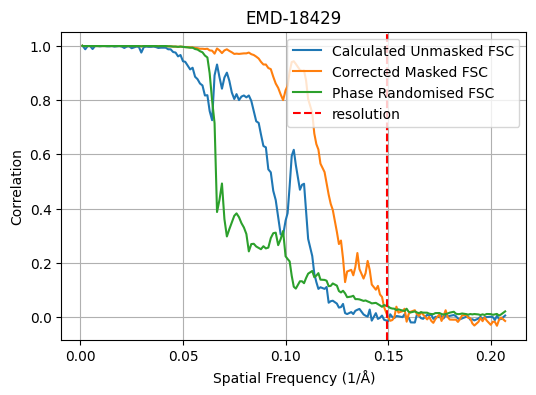 EMD-18429
1.0
0.8
0.6
0.4
0.2
0.0
Correlation
Calculated Unmasked FSC
Corrected Masked FSC
Phase Randomised FSC
resolution
0.00 0.05 0.10 0.15 0.20
Spatial Frequency (1/Å)